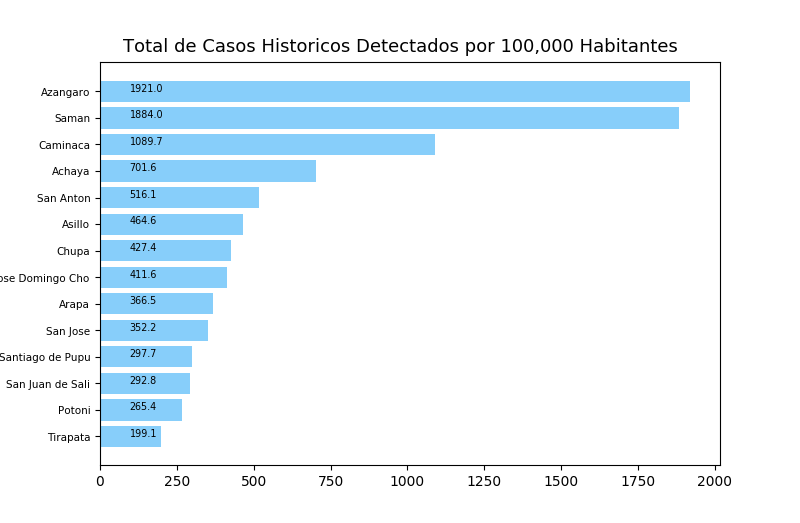 Total de Casos Historicos Detectados por 100,000 Habitantes
Azangaro 1921.0
Saman 1884.0
Caminaca 1089.7
Achaya 701.6
San Anton 516.1
Asillo 464.6
Chupa 427.4
ose Domingo Cho 411.6
Arapa 366.5
San Jose 352.2
Santiago de Pupu 297.7
San Juan de Sali 292.8
Potoni 265.4
Tirapata 199.1
0 250 500 750 1000 1250 1500 1750 2000